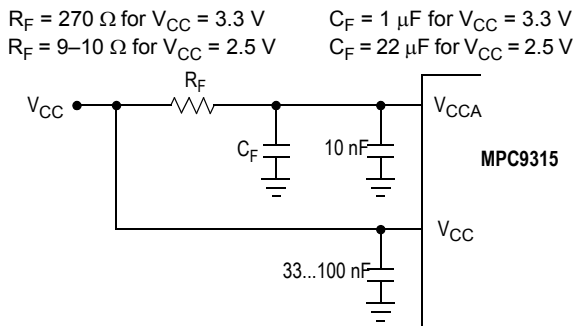 R_F = 270 Ω for V_CC = 3.3 V
C_F = 1 μF for V_CC = 3.3 V
R_F = 9–10 Ω for V_CC = 2.5 V
C_F = 22 μF for V_CC = 2.5 V
R_F
V_CC
V_CCA
C_F
10 nF
MPC9315
V_CC
33...100 nF